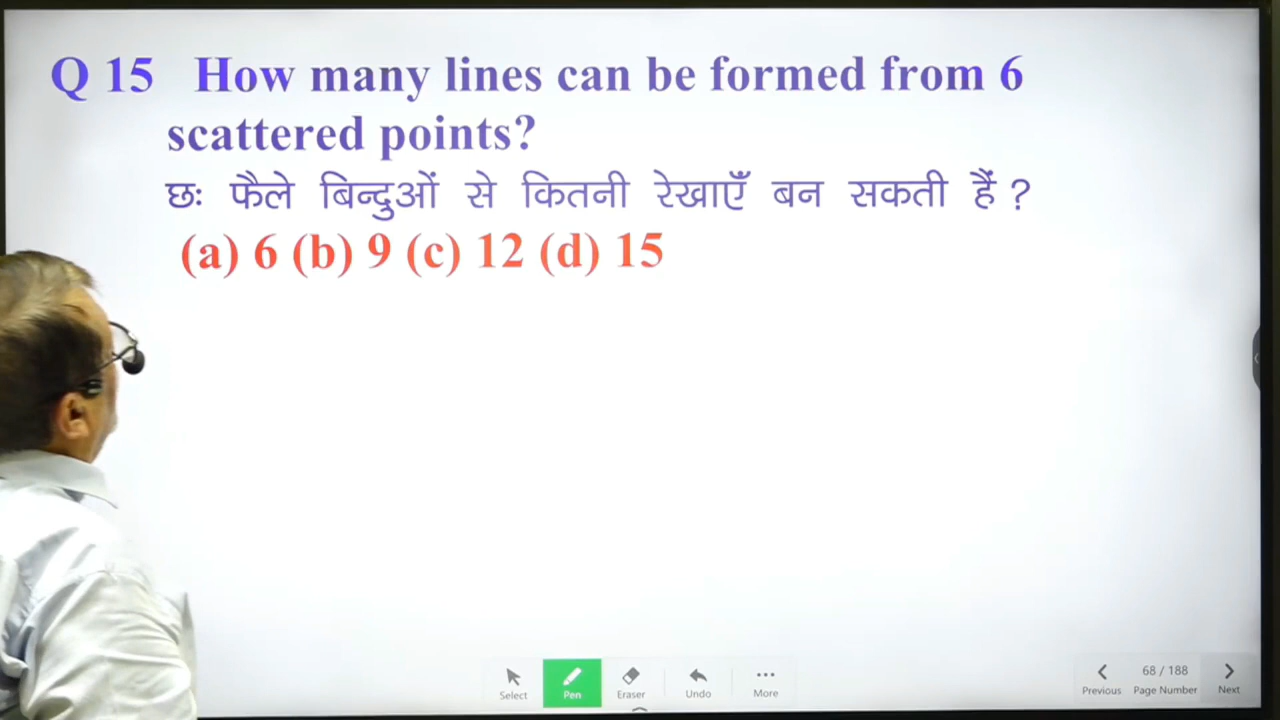 Q 15 How many lines can be formed from 6
scattered points?
छः फैले बिन्दुओं से कितनी रेखाएँ बन सकती हैं ?
(a) 6 (b) 9 (c) 12 (d) 15
Select Pen Eraser Undo More
68 / 188
Previous Page Number Next